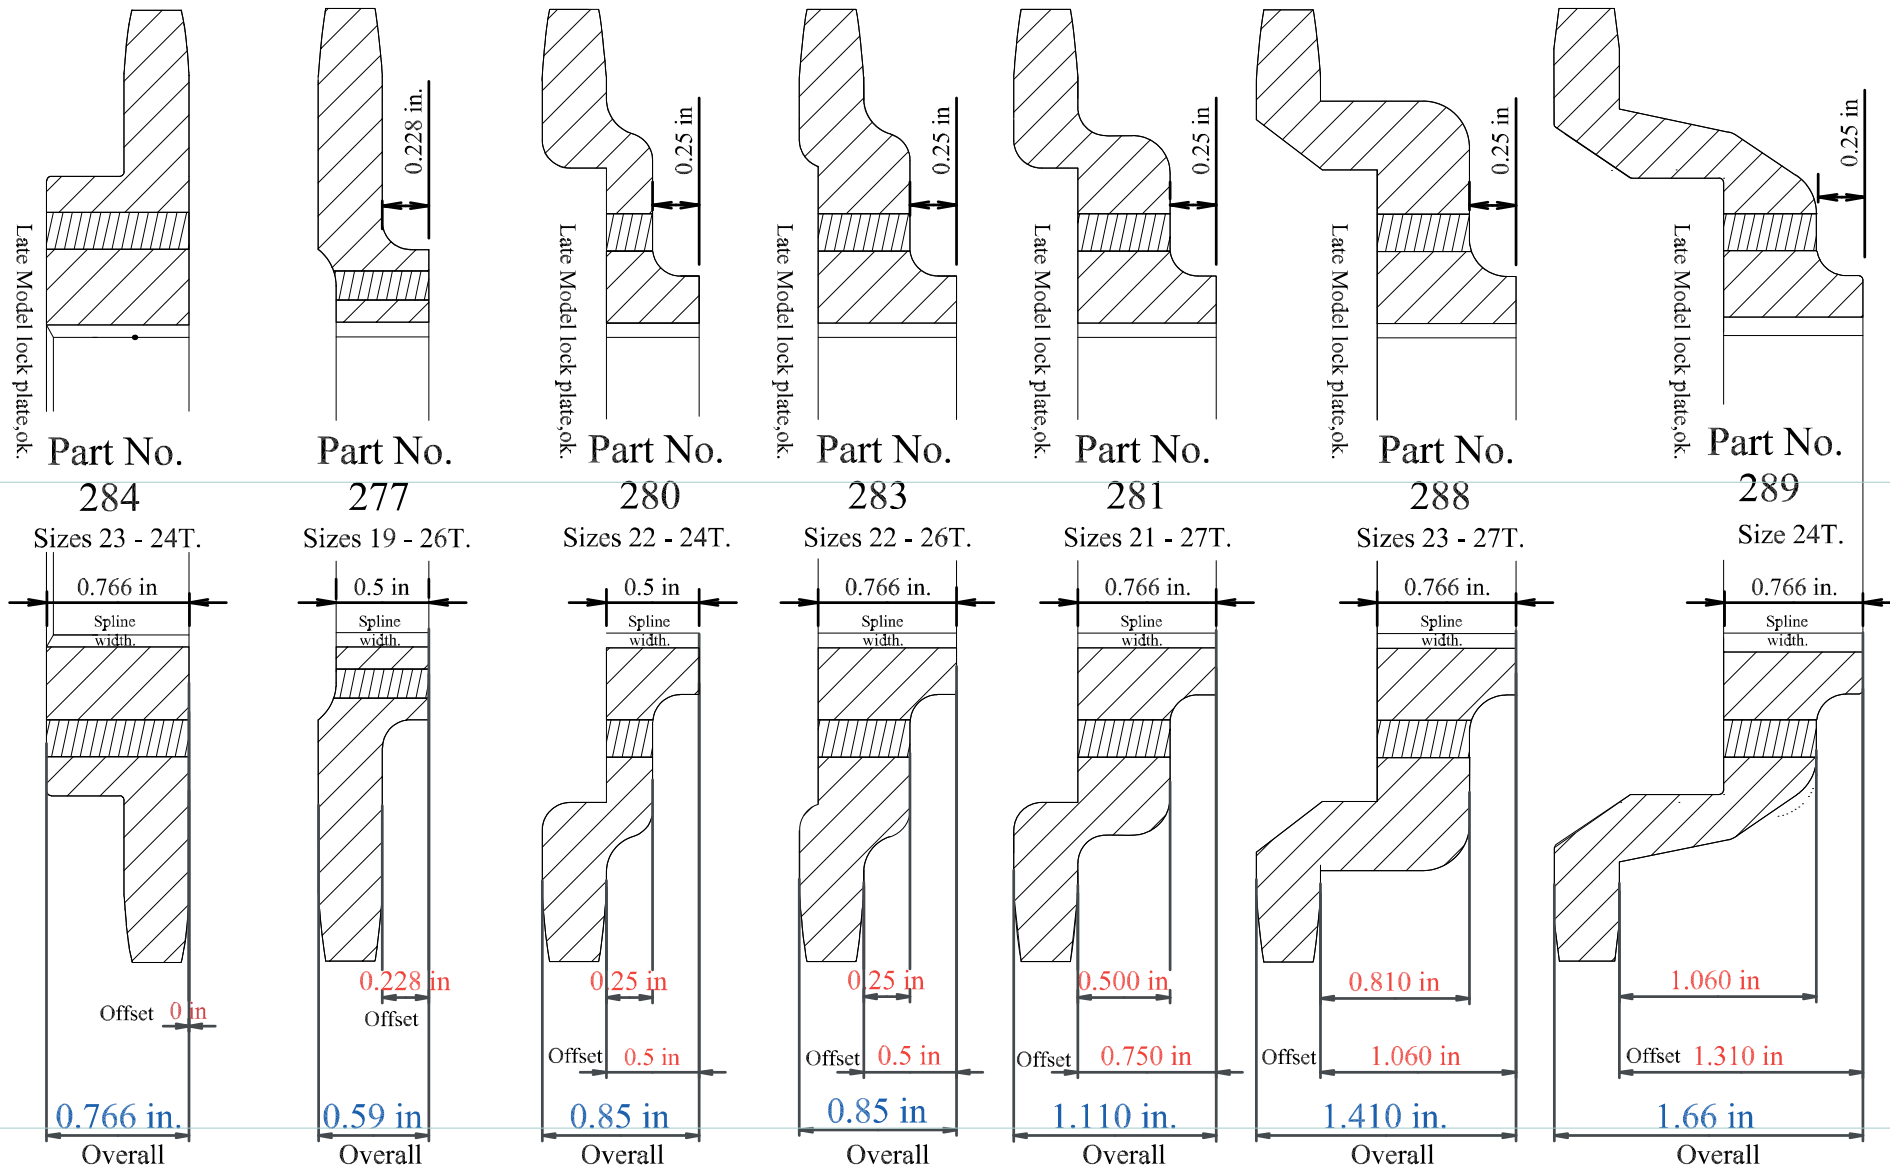 0.228 in.
0.25 in
0.25 in
0.25 in
0.25 in
0.25 in
Late Model lock plate,ok.
Late Model lock plate,ok.
Late Model lock plate,ok.
Late Model lock plate,ok.
Late Model lock plate,ok.
Late Model lock plate,ok.
Part No.
284
Sizes 23 - 24T.
Part No.
277
Sizes 19 - 26T.
Part No.
280
Sizes 22 - 24T.
Part No.
283
Sizes 22 - 26T.
Part No.
281
Sizes 21 - 27T.
Part No.
288
Sizes 23 - 27T.
Part No.
289
Size 24T.
0.766 in
Spline
width.
0.5 in
Spline
width.
0.5 in
Spline
width.
0.766 in.
Spline
width.
0.766 in.
Spline
width.
0.766 in.
Spline
width.
0.766 in.
Spline
width.
Offset 0 in
0.228 in
Offset
0.25 in
Offset 0.5 in
0.25 in
Offset 0.5 in
0.500 in
Offset 0.750 in
0.810 in
Offset 1.060 in
1.060 in
Offset 1.310 in
0.766 in.
Overall
0.59 in
Overall
0.85 in
Overall
0.85 in
Overall
1.110 in.
Overall
1.410 in.
Overall
1.66 in
Overall